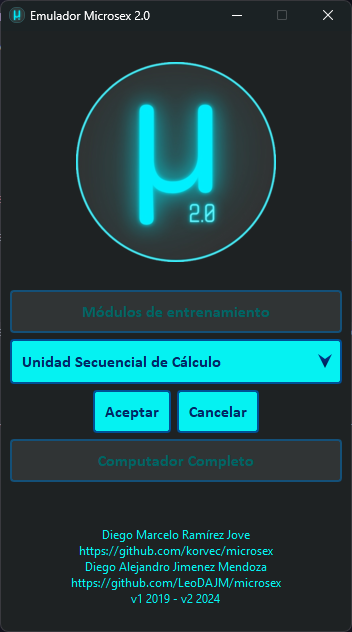 Emulador Microsex 2.0
µ
2.0
Módulos de entrenamiento
Unidad Secuencial de Cálculo
Aceptar Cancelar
Computador Completo
Diego Marcelo Ramírez Jove
https://github.com/korvec/microsex
Diego Alejandro Jimenez Mendoza
https://github.com/LeoDAJM/microsex
v1 2019 - v2 2024